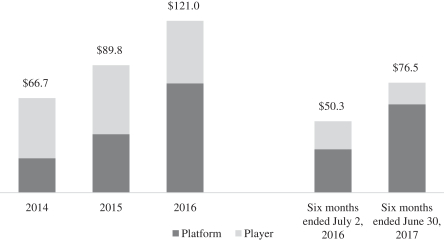 $121.0
$89.8
$66.7
$76.5
$50.3
2014 2015 2016
Six months Six months
ended July 2, ended June 30,
2016 2017
Platform Player